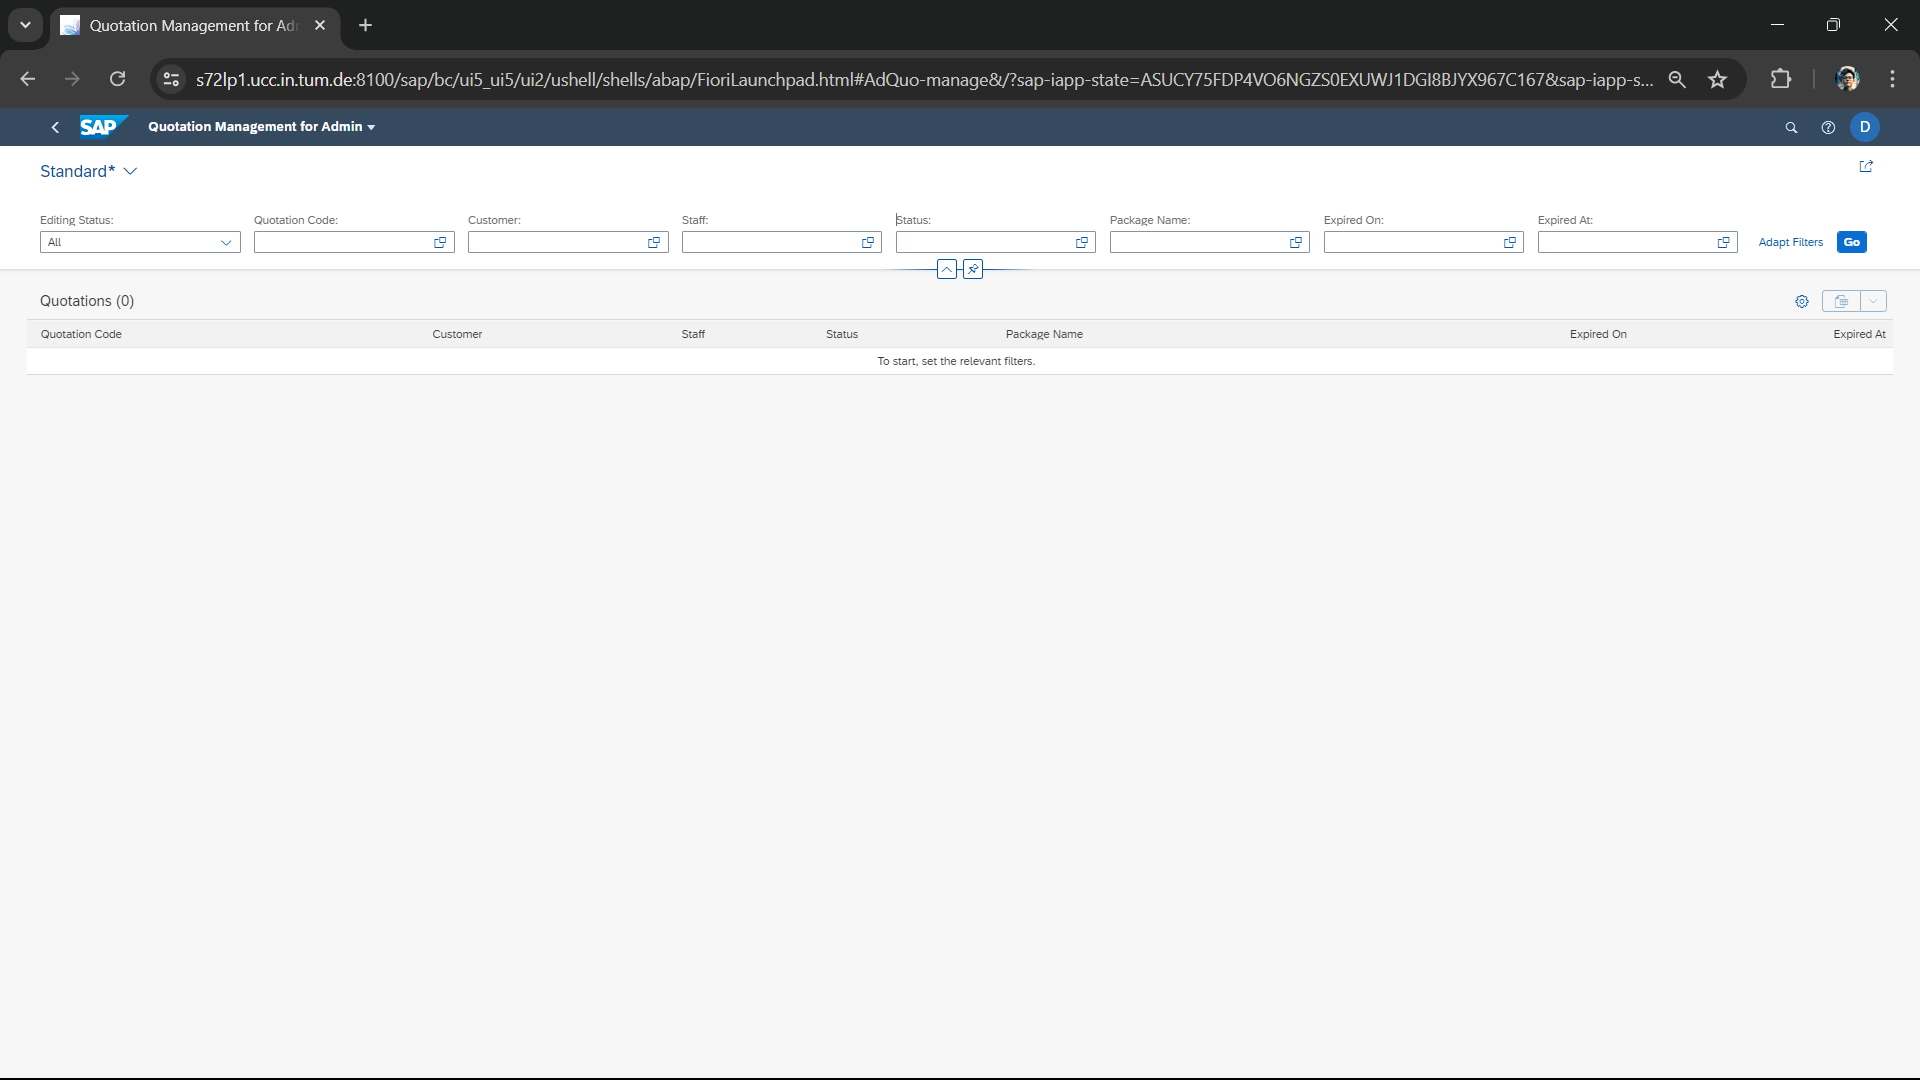 Quotation Management for Ad
s72lp1.ucc.in.tum.de:8100/sap/bc/ui5_ui5/ui2/ushell/shells/abap/FioriLaunchpad.html#AdQuo-manage&/?sap-iapp-state=ASUCY75FDP4VO6NGZS0EXUWJ1DGI8BJYX967C167&sap-iapp-s...
SAP Quotation Management for Admin D
Standard*
Editing Status: Quotation Code: Customer: Staff: Status: Package Name: Expired On: Expired At:
All Adapt Filters Go
Quotations (0)
Quotation Code Customer Staff Status Package Name Expired On Expired At
To start, set the relevant filters.